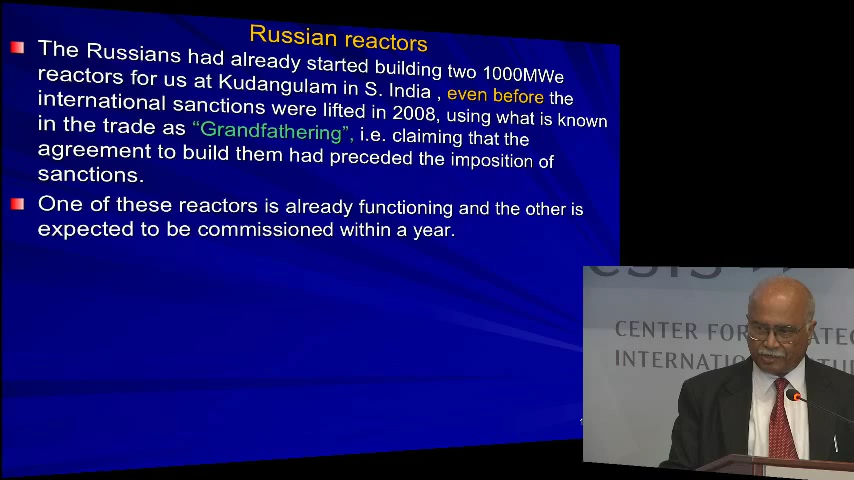 Russian reactors
The Russians had already started building two 1000MWe
reactors for us at Kudangulam in S. India , even before the
international sanctions were lifted in 2008, using what is known
in the trade as “Grandfathering”, i.e. claiming that the
agreement to build them had preceded the imposition of
sanctions.
One of these reactors is already functioning and the other is
expected to be commissioned within a year.
CSIS
CENTER FOR
INTERNATIO